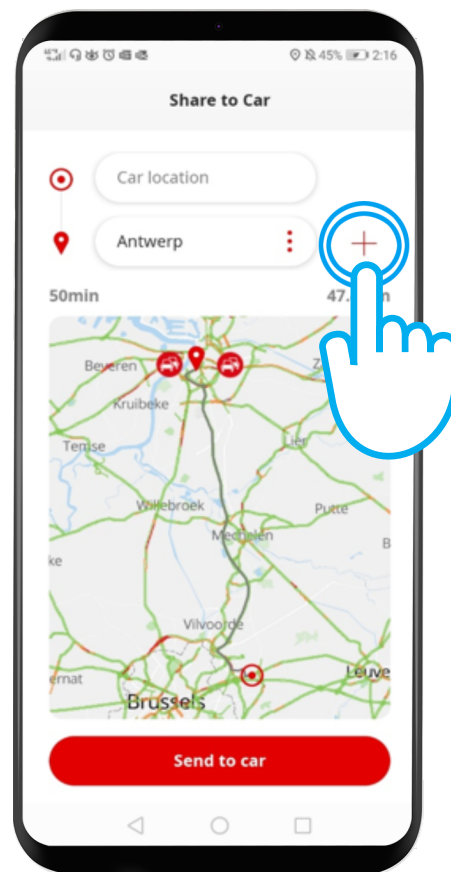 45% 2:16
Share to Car
Car location
Antwerp
50min
Beveren
Kruibeke
Lier
Temse
Willebroek
Putte
Mechelen
Vilvoorde
Brussels
Send to car